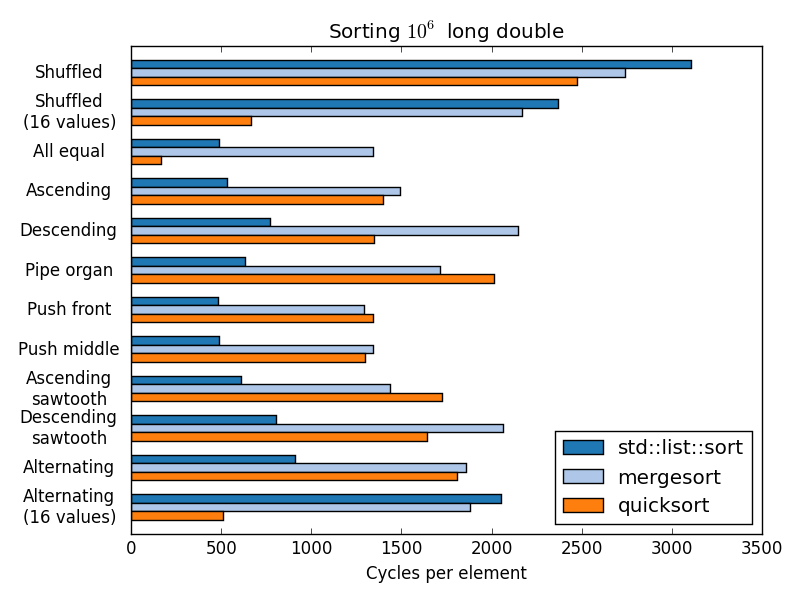 Sorting 10^6 long double
Shuffled
Shuffled
(16 values)
All equal
Ascending
Descending
Pipe organ
Push front
Push middle
Ascending
sawtooth
Descending
sawtooth
Alternating
Alternating
(16 values)
std::list::sort
mergesort
quicksort
0 500 1000 1500 2000 2500 3000 3500
Cycles per element